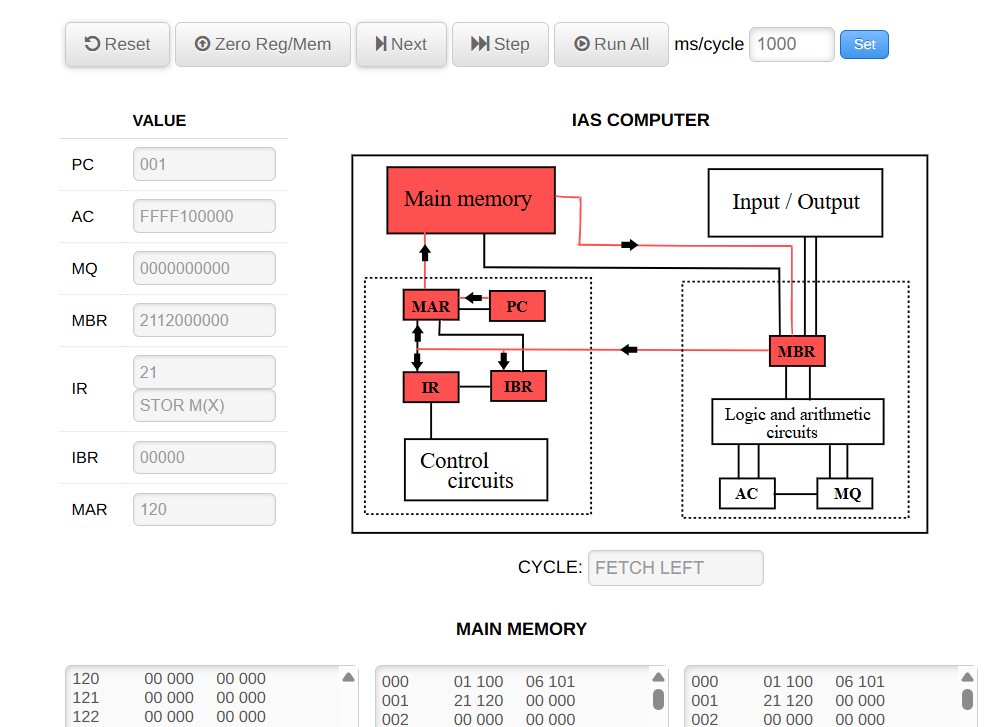 Reset Zero Reg/Mem Next Step Run All ms/cycle 1000 Set
VALUE
PC 001
AC FFFF100000
MQ 0000000000
MBR 2112000000
IR 21
STOR M(X)
IBR 00000
MAR 120
IAS COMPUTER
Main memory
Input / Output
MAR
PC
MBR
IR
IBR
Logic and arithmetic
circuits
Control
circuits
AC
MQ
CYCLE: FETCH LEFT
MAIN MEMORY
120 00 000 00 000
121 00 000 00 000
122 00 000 00 000
000 01 100 06 101
001 21 120 00 000
002 00 000 00 000
000 01 100 06 101
001 21 120 00 000
002 00 000 00 000